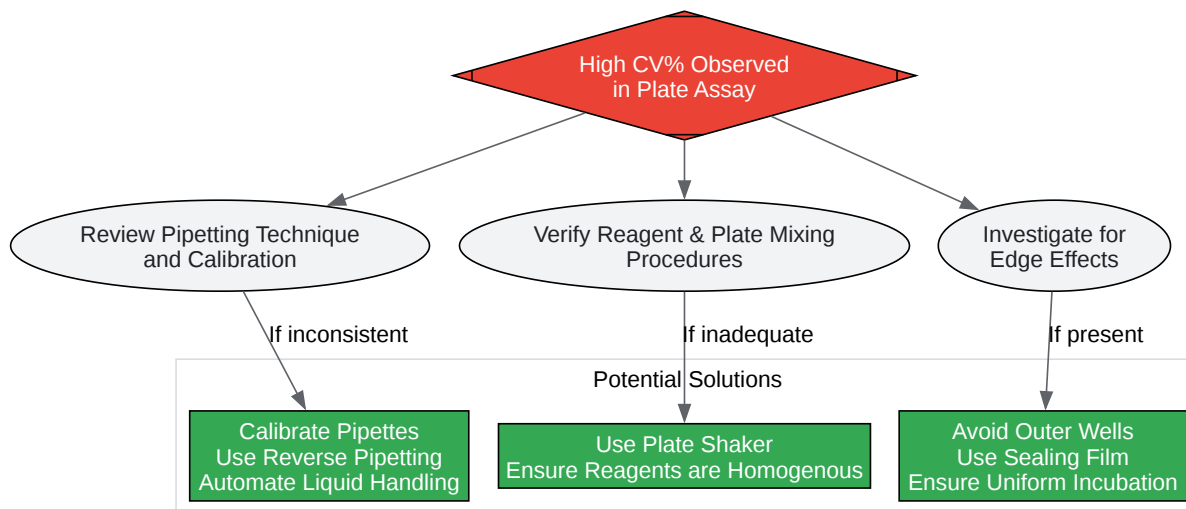 High CV% Observed
in Plate Assay
Review Pipetting Technique
and Calibration
Verify Reagent & Plate Mixing
Procedures
Investigate for
Edge Effects
If inconsistent
If inadequate
If present
Potential Solutions
Calibrate Pipettes
Use Reverse Pipetting
Automate Liquid Handling
Use Plate Shaker
Ensure Reagents are Homogenous
Avoid Outer Wells
Use Sealing Film
Ensure Uniform Incubation